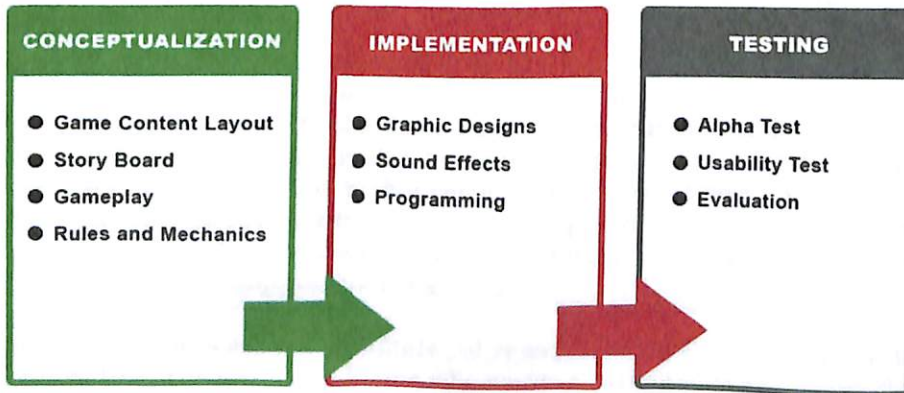 CONCEPTUALIZATION
Game Content Layout
Story Board
Gameplay
Rules and Mechanics
IMPLEMENTATION
Graphic Designs
Sound Effects
Programming
TESTING
Alpha Test
Usability Test
Evaluation